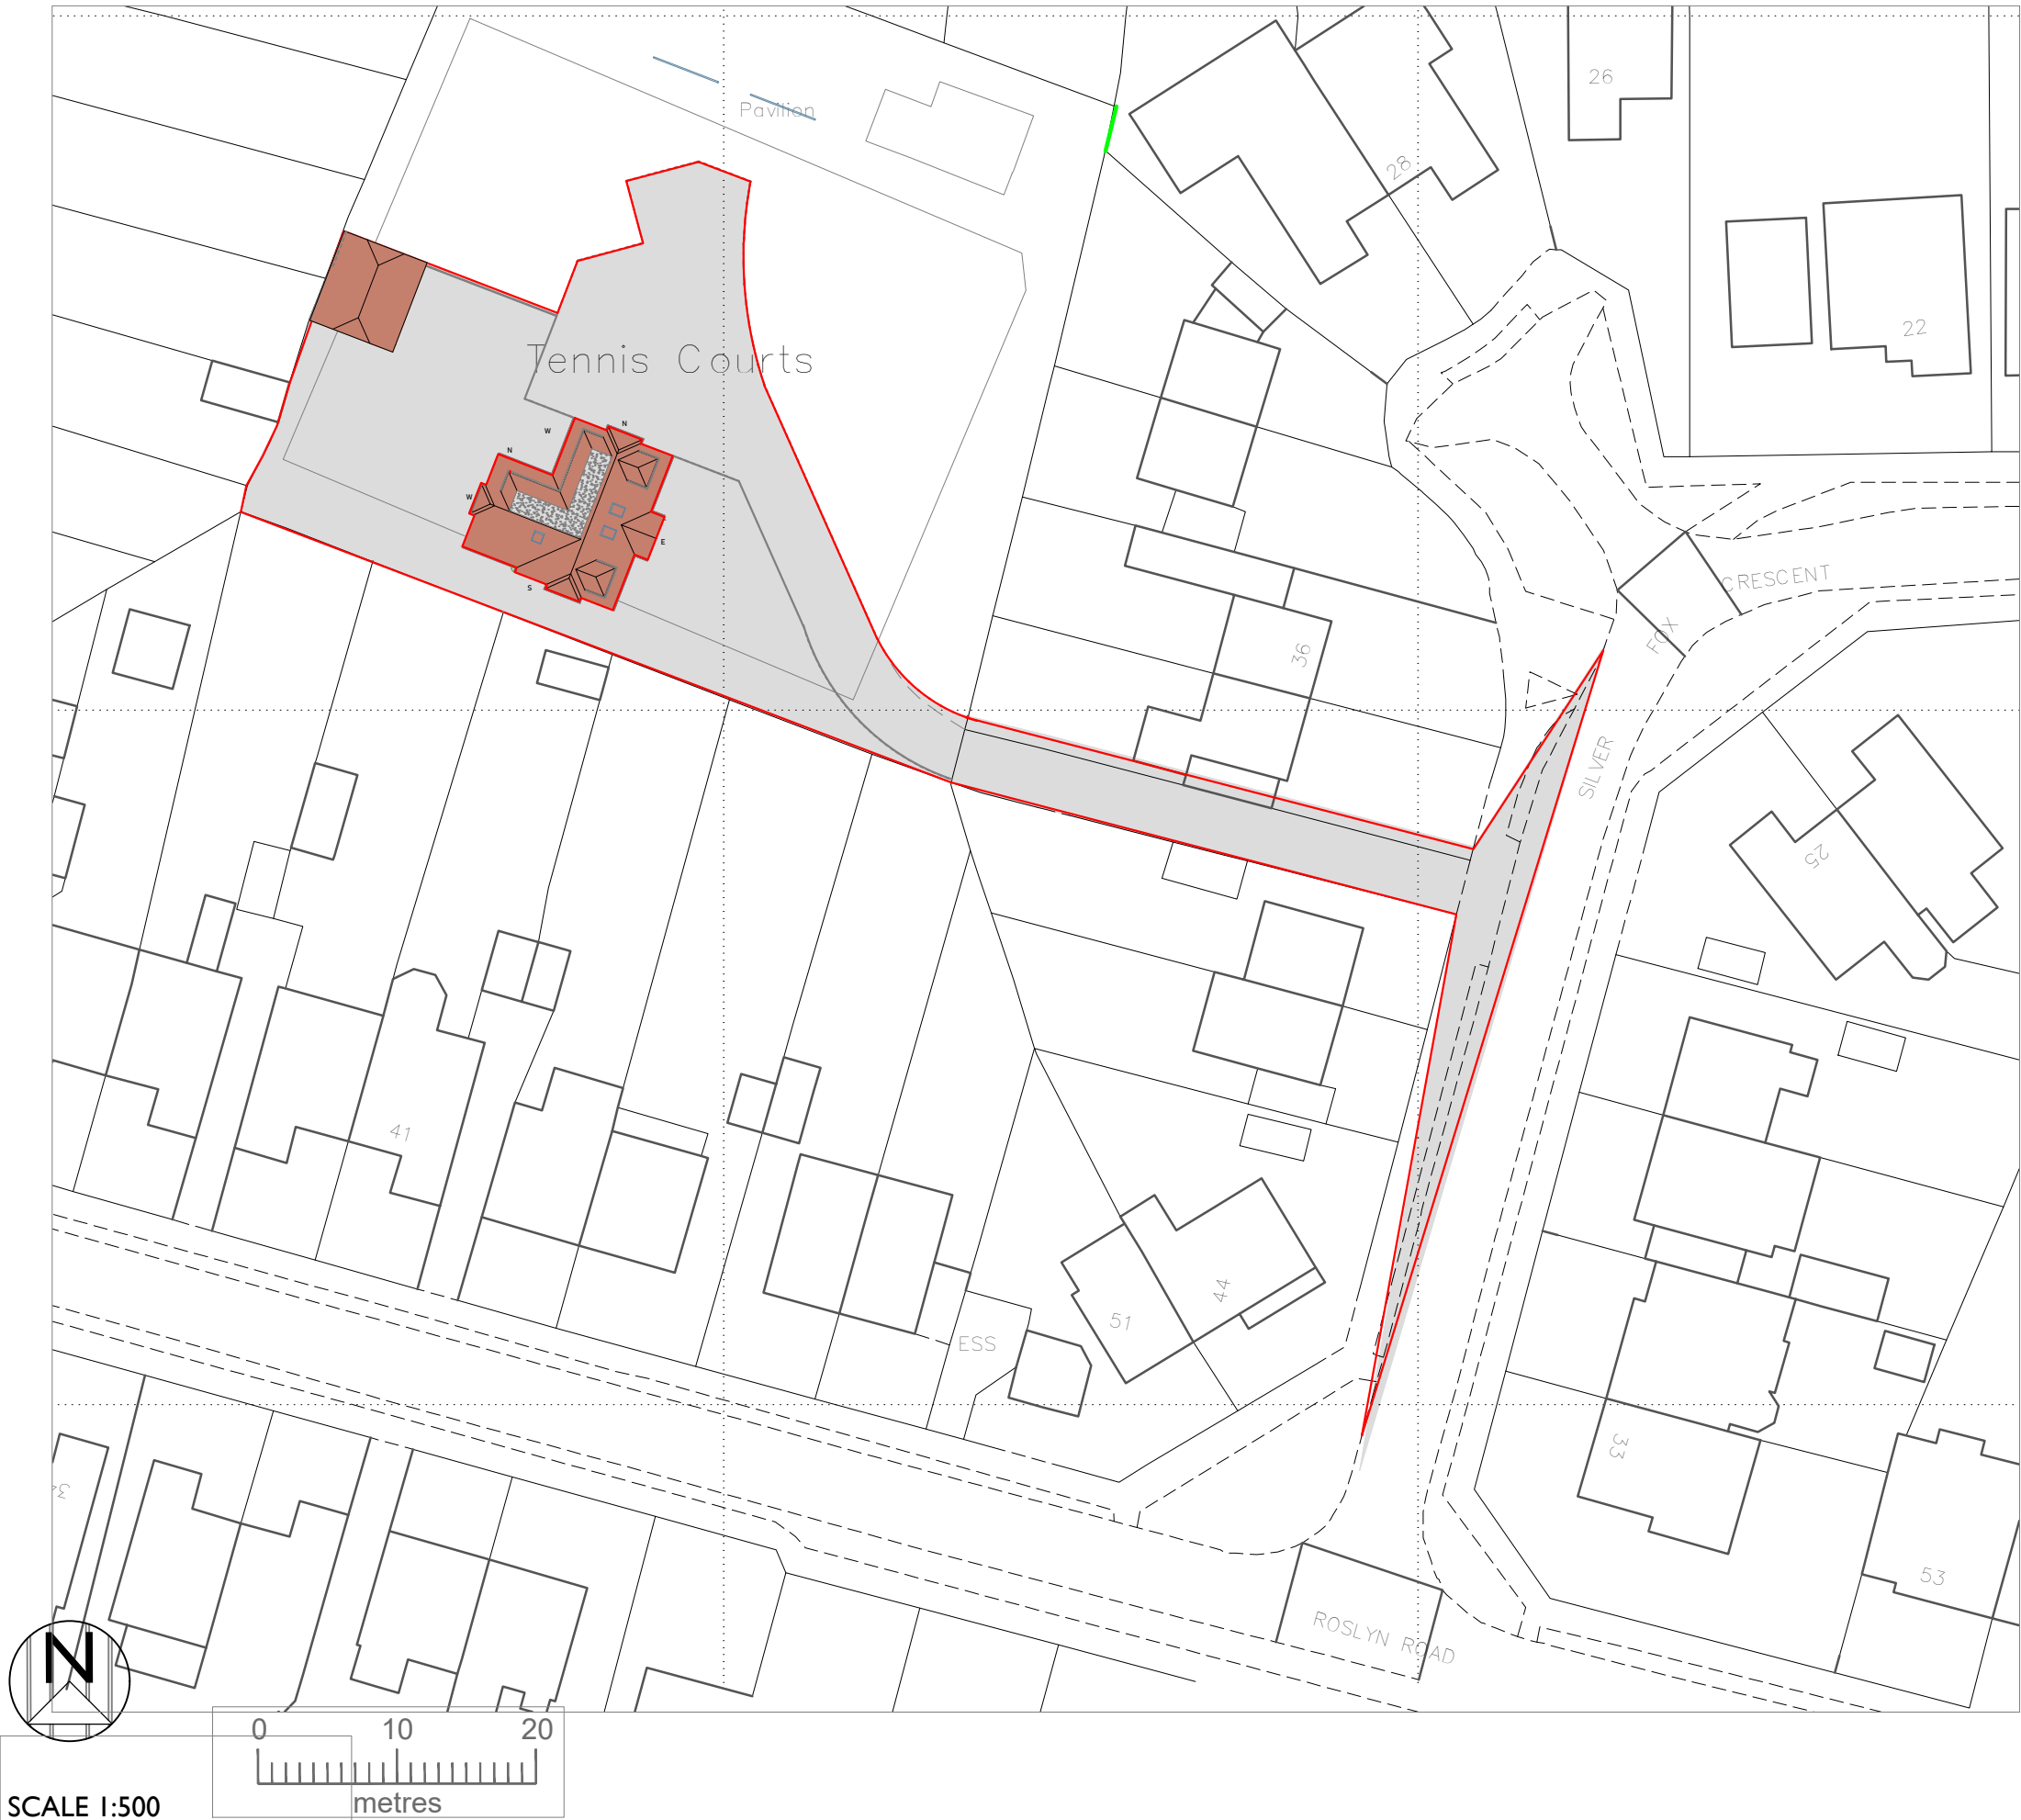 26
Pavilion
28
22
Tennis Courts
N
W
N
W
E
S
CRESCENT
FOX
36
SILVER
25
41
44
51
ESS
33
53
ROSLYN ROAD
N
0 10 20
metres
SCALE 1:500